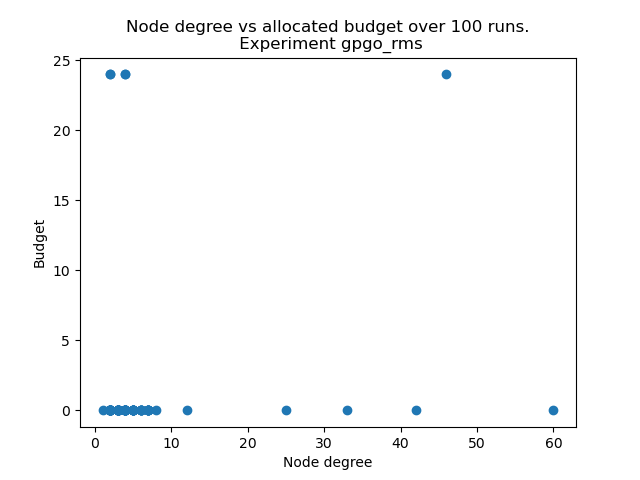 Node degree vs allocated budget over 100 runs.
Experiment gpgo_rms
25
20
15
10
5
0
Budget
0 10 20 30 40 50 60
Node degree